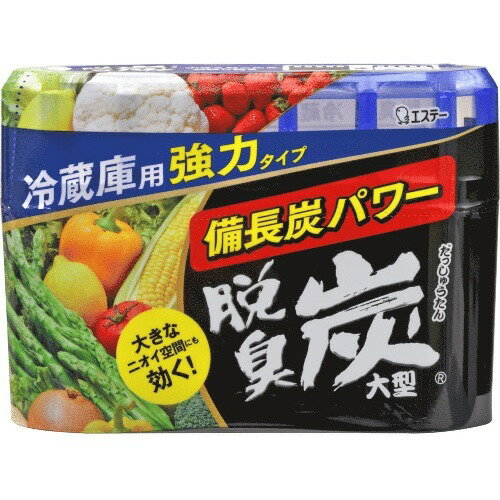 エステー
冷蔵庫用強力タイプ
備長炭パワー
だっしゅうたん
脱臭炭
大型
®
大きな
ニオイ空間にも
効く!